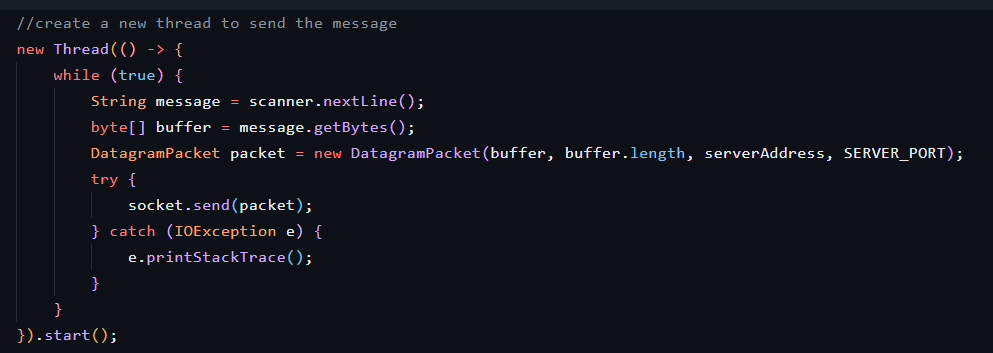 //create a new thread to send the message
new Thread(() -> {
    while (true) {
        String message = scanner.nextLine();
        byte[] buffer = message.getBytes();
        DatagramPacket packet = new DatagramPacket(buffer, buffer.length, serverAddress, SERVER_PORT);
        try {
            socket.send(packet);
        } catch (IOException e) {
            e.printStackTrace();
        }
    }
}).start();